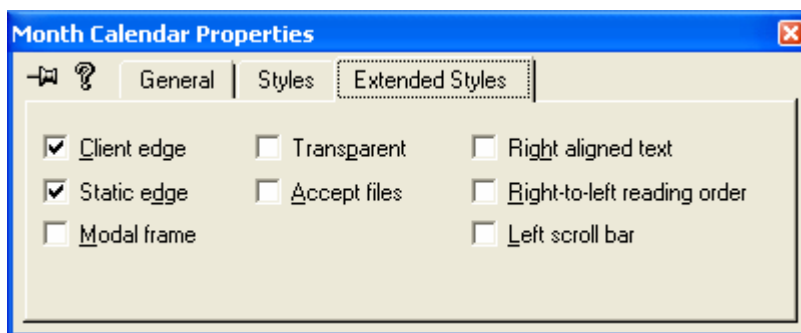 Month Calendar Properties
General Styles Extended Styles
Client edge Transparent Right aligned text
Static edge Accept files Right-to-left reading order
Modal frame Left scroll bar